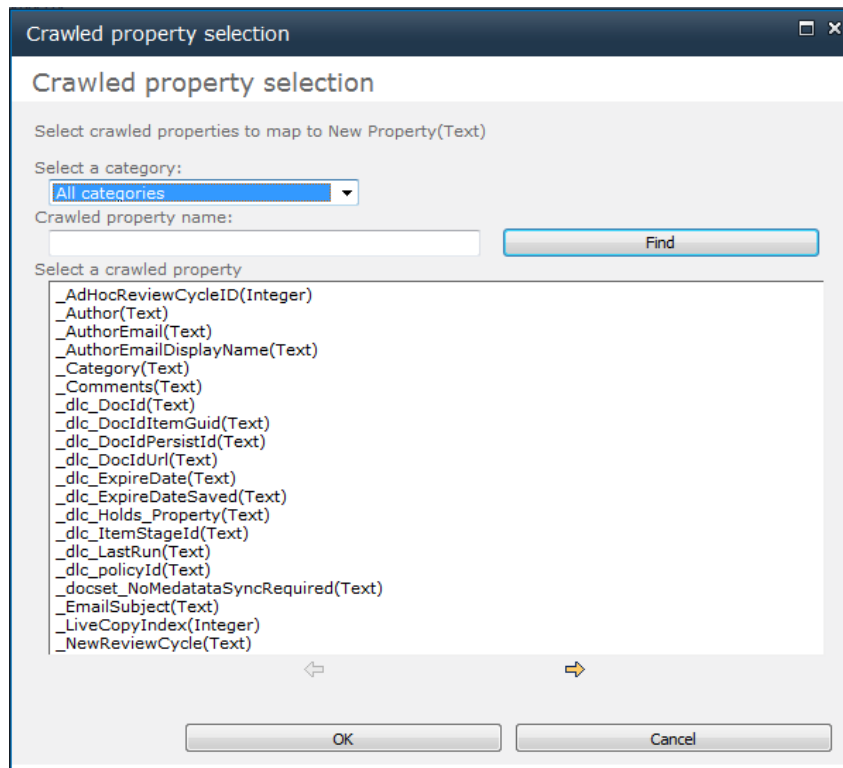 Crawled property selection
Crawled property selection
Select crawled properties to map to New Property(Text)
Select a category:
All categories
Crawled property name:
Find
Select a crawled property
_AdHocReviewCycleID(Integer)
_Author(Text)
_AuthorEmail(Text)
_AuthorEmailDisplayName(Text)
_Category(Text)
_Comments(Text)
_dlc_DocId(Text)
_dlc_DocIdItemGuid(Text)
_dlc_DocIdPersistId(Text)
_dlc_DocIdUrl(Text)
_dlc_ExpireDate(Text)
_dlc_ExpireDateSaved(Text)
_dlc_Holds_Property(Text)
_dlc_ItemStageId(Text)
_dlc_LastRun(Text)
_dlc_policyId(Text)
_docset_NoMedatataSyncRequired(Text)
_EmailSubject(Text)
_LiveCopyIndex(Integer)
_NewReviewCycle(Text)
OK Cancel